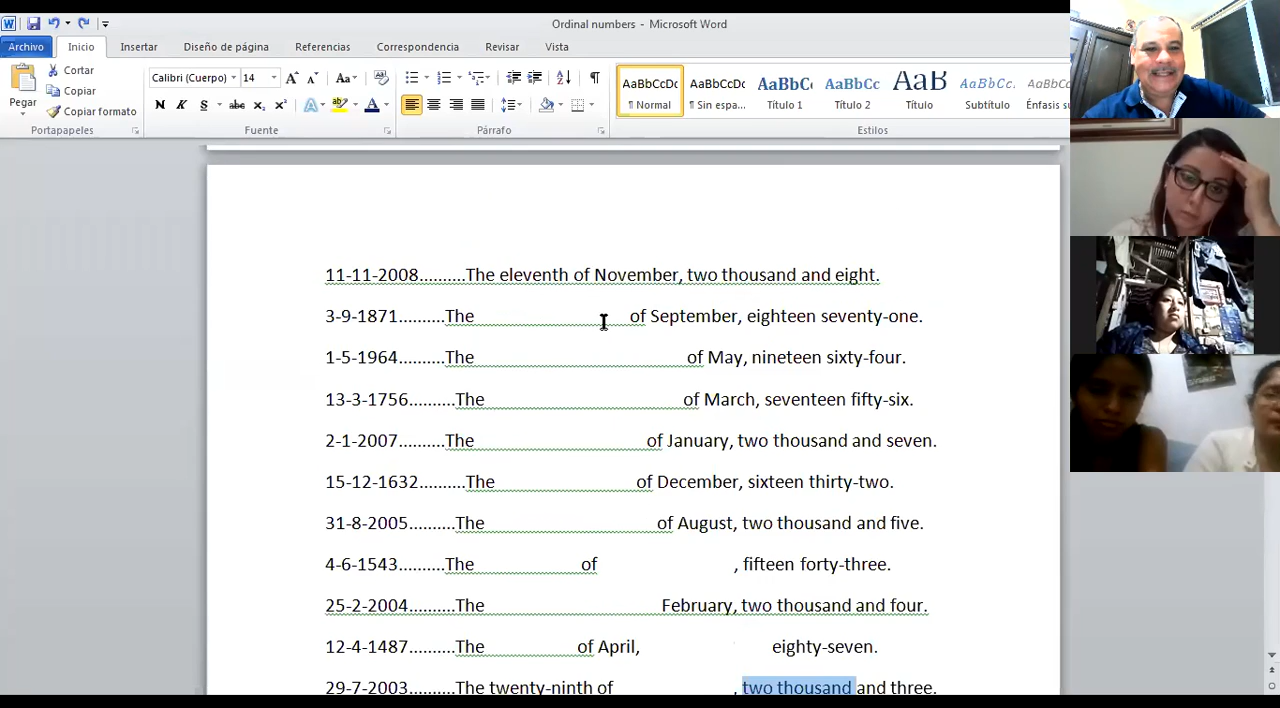 Ordinal numbers - Microsoft Word
Archivo Inicio Insertar Diseño de página Referencias Correspondencia Revisar Vista
Pegar Cortar Copiar Copiar formato
Calibri (Cuerpo) 14 Aa
N K S abc x₂ x² A ab A
AaBbCcDc AaBbCcDc AaBbC AaBbCc AaB AaBbCc. AaBbCcD
¶ Normal ¶ Sin espa... Título 1 Título 2 Título Subtítulo Énfasis su
Portapapeles Fuente Párrafo Estilos
11-11-2008.........The eleventh of November, two thousand and eight.
3-9-1871.........The of September, eighteen seventy-one.
1-5-1964.........The of May, nineteen sixty-four.
13-3-1756.........The of March, seventeen fifty-six.
2-1-2007.........The of January, two thousand and seven.
15-12-1632.........The of December, sixteen thirty-two.
31-8-2005.........The of August, two thousand and five.
4-6-1543.........The of , fifteen forty-three.
25-2-2004.........The February, two thousand and four.
12-4-1487.........The of April, eighty-seven.
29-7-2003.........The twenty-ninth of , two thousand and three.